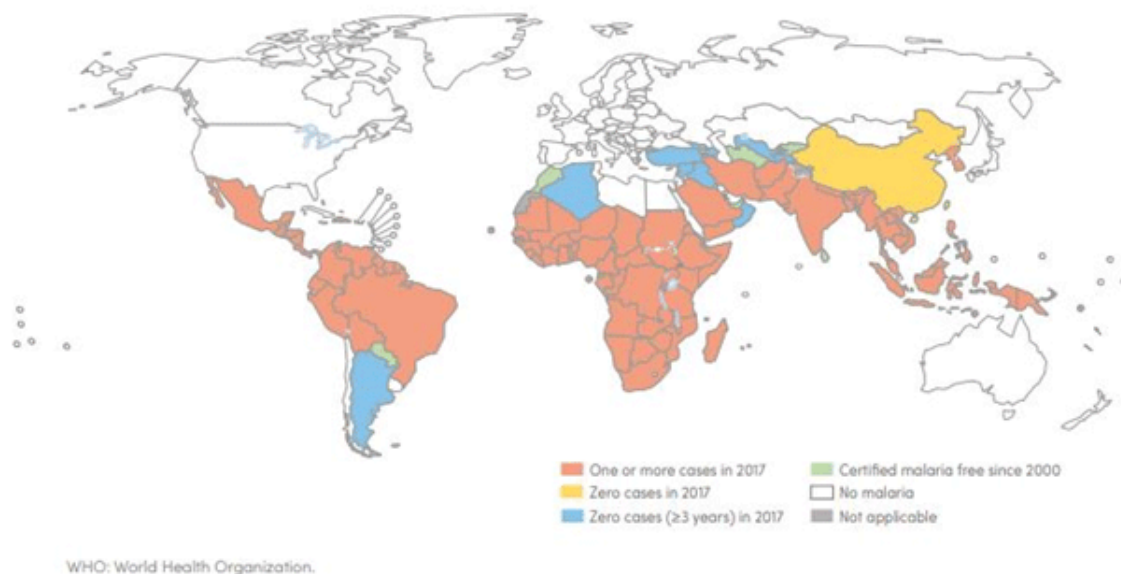 One or more cases in 2017
Zero cases in 2017
Zero cases (≥3 years) in 2017
Certified malaria free since 2000
No malaria
Not applicable
WHO: World Health Organization.